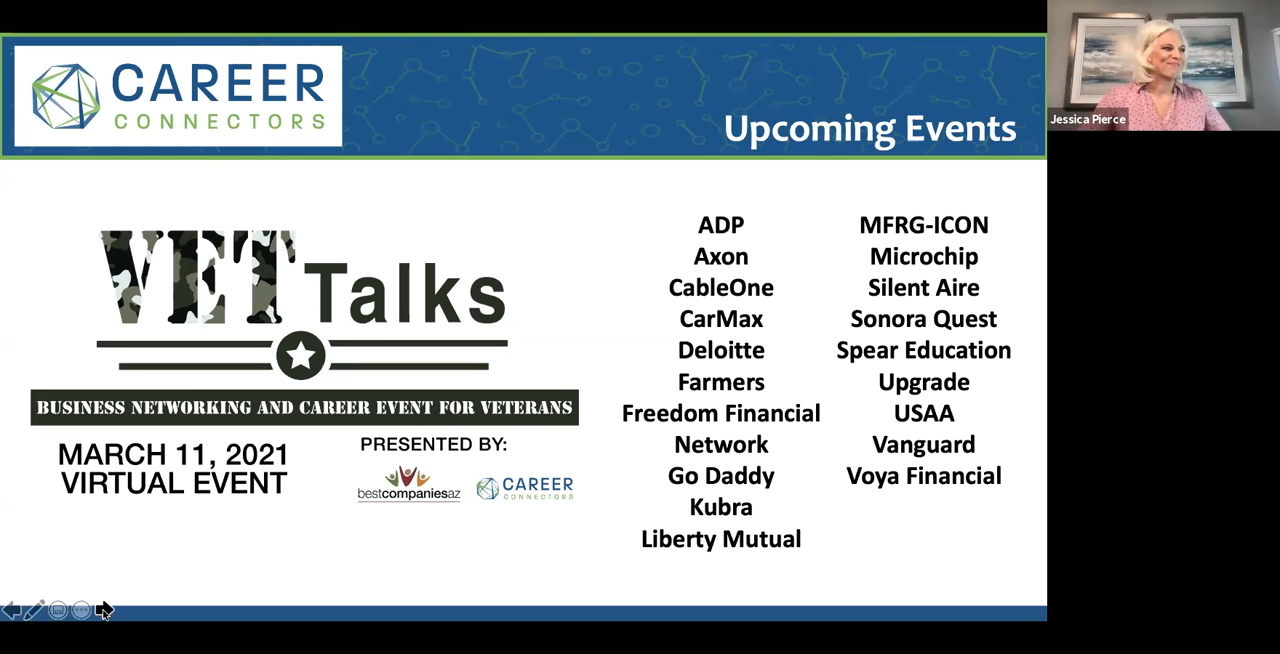 CAREER
CONNECTORS
Upcoming Events
Jessica Pierce
VET Talks
BUSINESS NETWORKING AND CAREER EVENT FOR VETERANS
MARCH 11, 2021
VIRTUAL EVENT
PRESENTED BY:
bestcompaniesaz
CAREER
CONNECTORS
ADP
Axon
CableOne
CarMax
Deloitte
Farmers
Freedom Financial
Network
Go Daddy
Kubra
Liberty Mutual
MFRG-ICON
Microchip
Silent Aire
Sonora Quest
Spear Education
Upgrade
USAA
Vanguard
Voya Financial